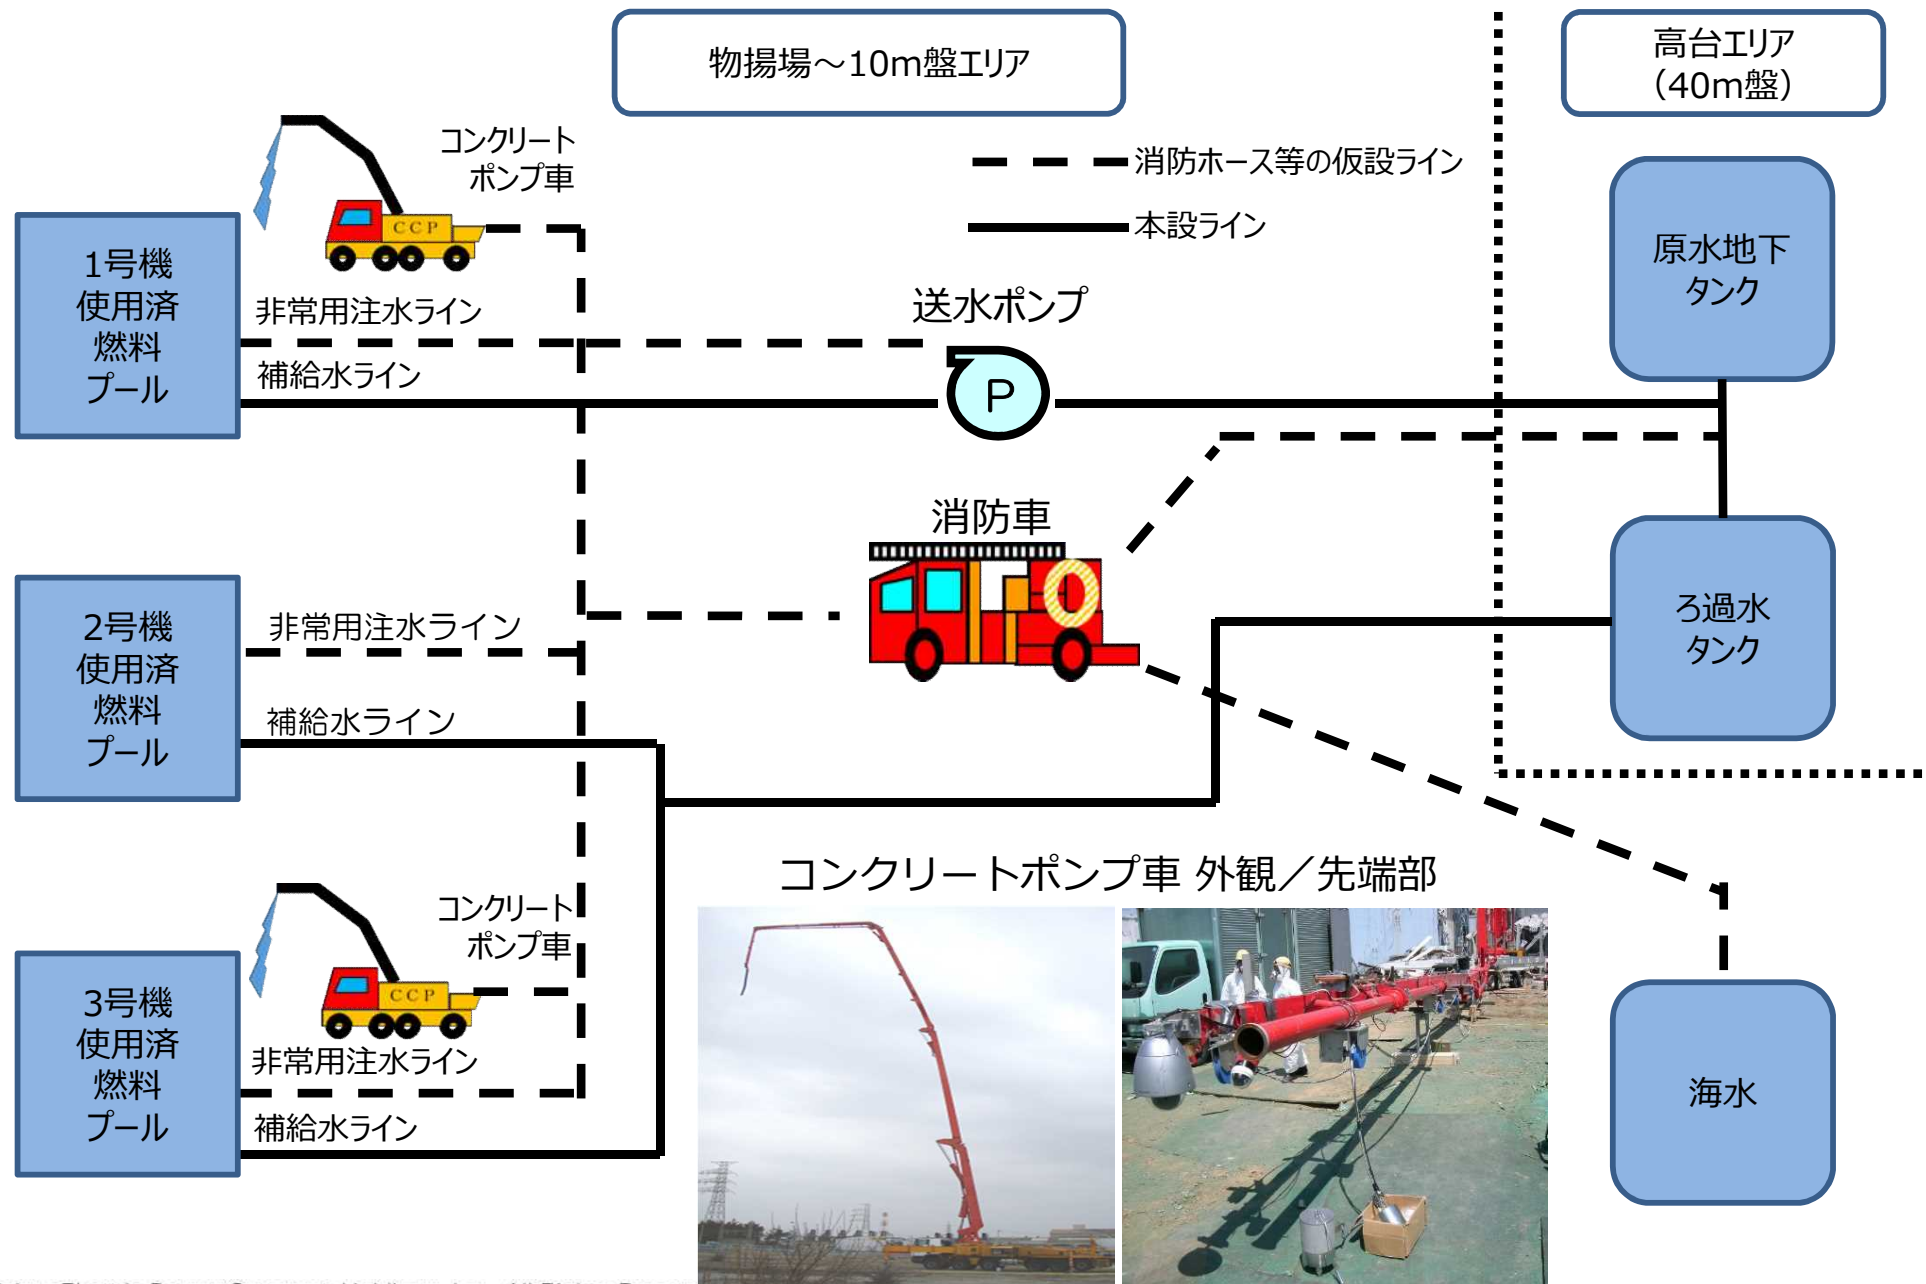 物揚場～10m盤エリア
高台エリア
（40m盤）
コンクリート
ポンプ車
消防ホース等の仮設ライン
本設ライン
CCP
1号機
使用済
燃料
プール
非常用注水ライン
補給水ライン
送水ポンプ
P
原水地下
タンク
消防車
2号機
使用済
燃料
プール
非常用注水ライン
補給水ライン
ろ過水
タンク
コンクリートポンプ車 外観／先端部
コンクリート
ポンプ車
CCP
3号機
使用済
燃料
プール
非常用注水ライン
補給水ライン
海水